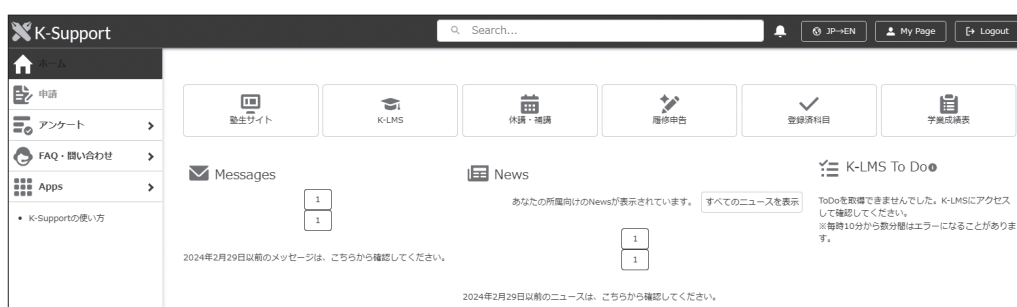 K-Support
Search...
JP→EN
My Page
Logout
ホーム
申請
アンケート
FAQ・問い合わせ
Apps
K-Supportの使い方
塾生サイト
K-LMS
休講・補講
履修申告
登録済科目
学業成績表
Messages
1
1
2024年2月29日以前のメッセージは、こちらから確認してください。
News
あなたの所属向けのNewsが表示されています。
すべてのニュースを表示
1
1
2024年2月29日以前のニュースは、こちらから確認してください。
K-LMS To Do
ToDoを取得できませんでした。K-LMSにアクセス
して確認してください。
※毎時10分から数分間はエラーになることがありま
す。